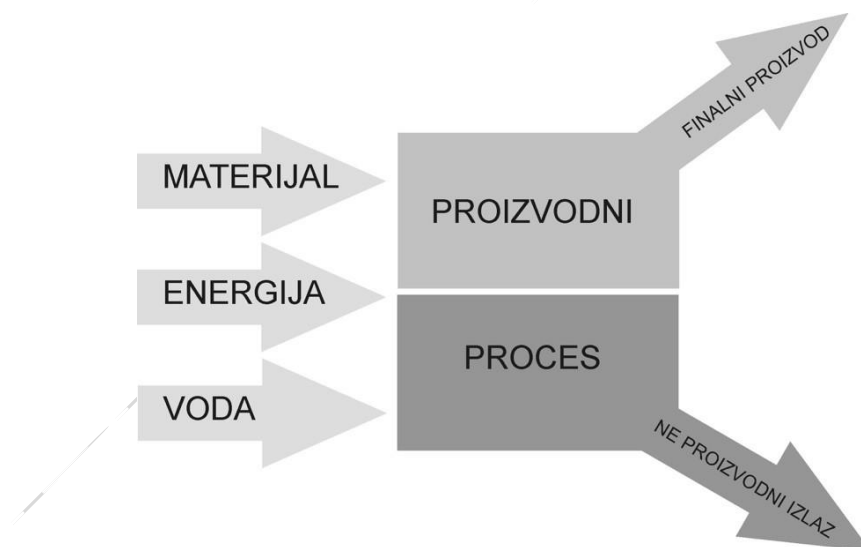 MATERIJAL
ENERGIJA
VODA
PROIZVODNI
PROCES
FINALNI PROIZVOD
NE PROIZVODNI IZLAZ